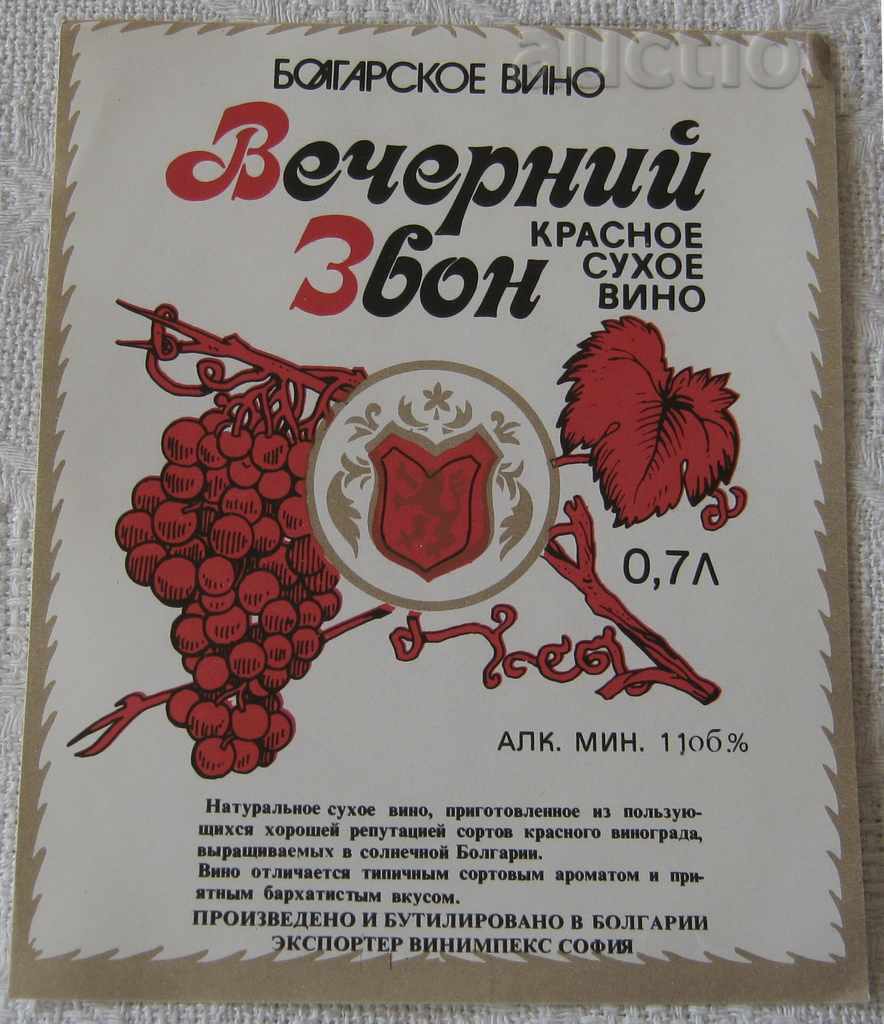 auctio
БОЛГАРСКОЕ ВИНО
Вечерний
Звон
КРАСНОЕ
СУХОЕ
ВИНО
0,7Л
АЛК. МИН. 11об.%
Натуральное сухое вино, приготовленное из пользую-
щихся хорошей репутацией сортов красного винограда,
выращиваемых в солнечной Болгарии.
Вино отличается типичным сортовым ароматом и при-
ятным бархатистым вкусом.
ПРОИЗВЕДЕНО И БУТИЛИРОВАНО В БОЛГАРИИ
ЭКСПОРТЕР ВИНИМПЕКС СОФИЯ